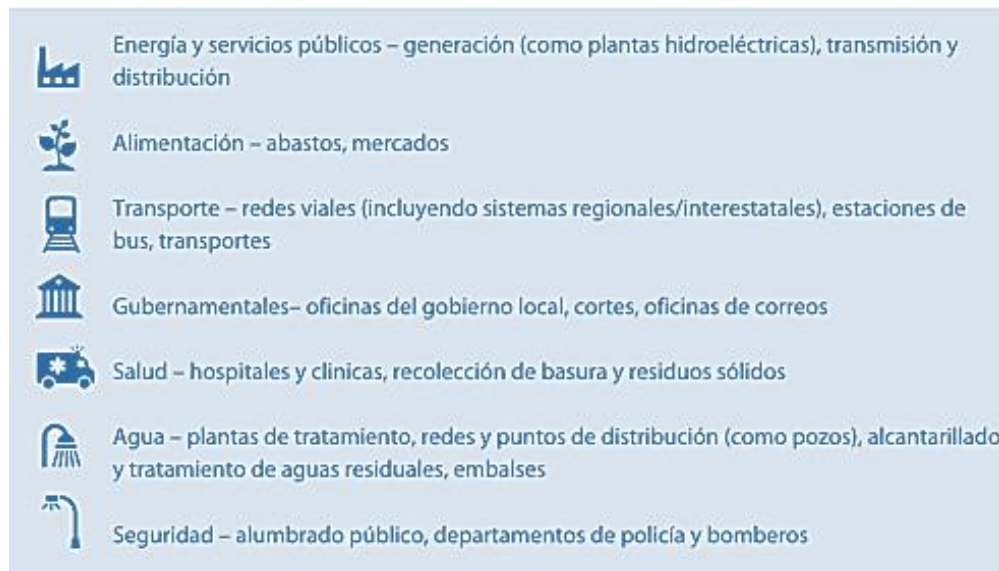 Energía y servicios públicos – generación (como plantas hidroeléctricas), transmisión y
distribución
Alimentación – abastos, mercados
Transporte – redes viales (incluyendo sistemas regionales/interestatales), estaciones de
bus, transportes
Gubernamentales– oficinas del gobierno local, cortes, oficinas de correos
Salud – hospitales y clinicas, recolección de basura y residuos sólidos
Agua – plantas de tratamiento, redes y puntos de distribución (como pozos), alcantarillado
y tratamiento de aguas residuales, embalses
Seguridad – alumbrado público, departamentos de policía y bomberos